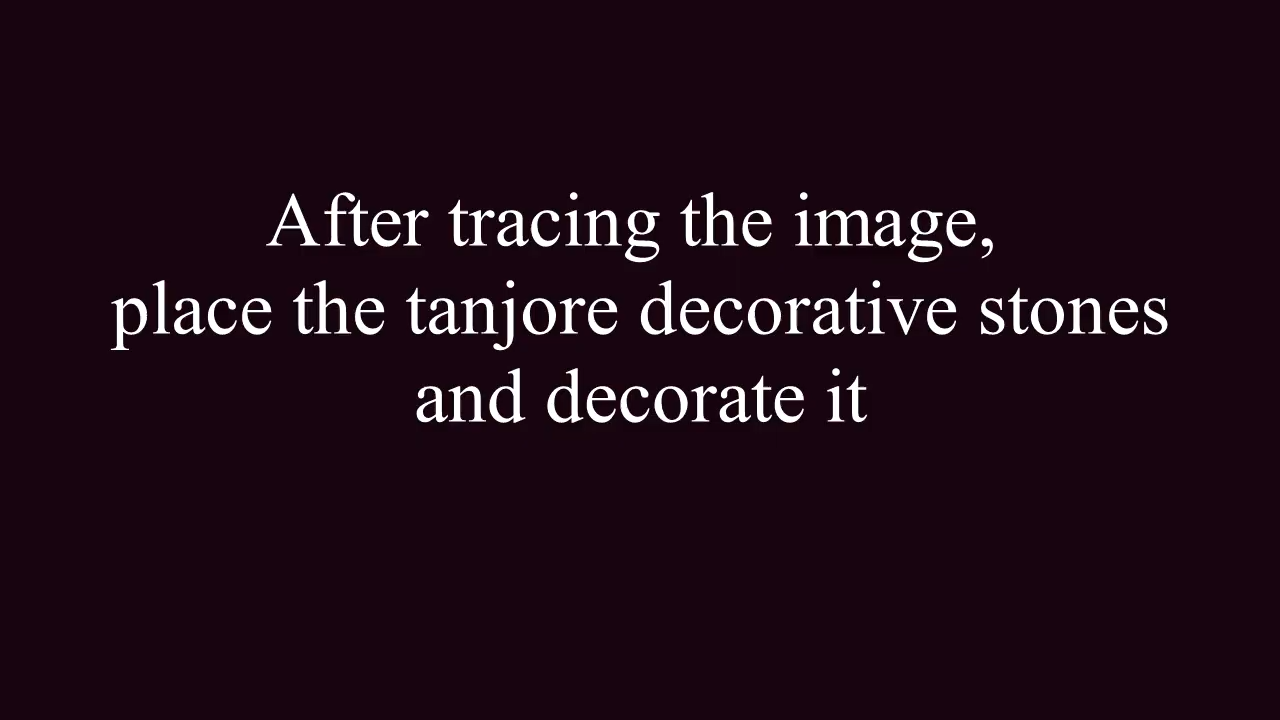 After tracing the image,
place the tanjore decorative stones
and decorate it